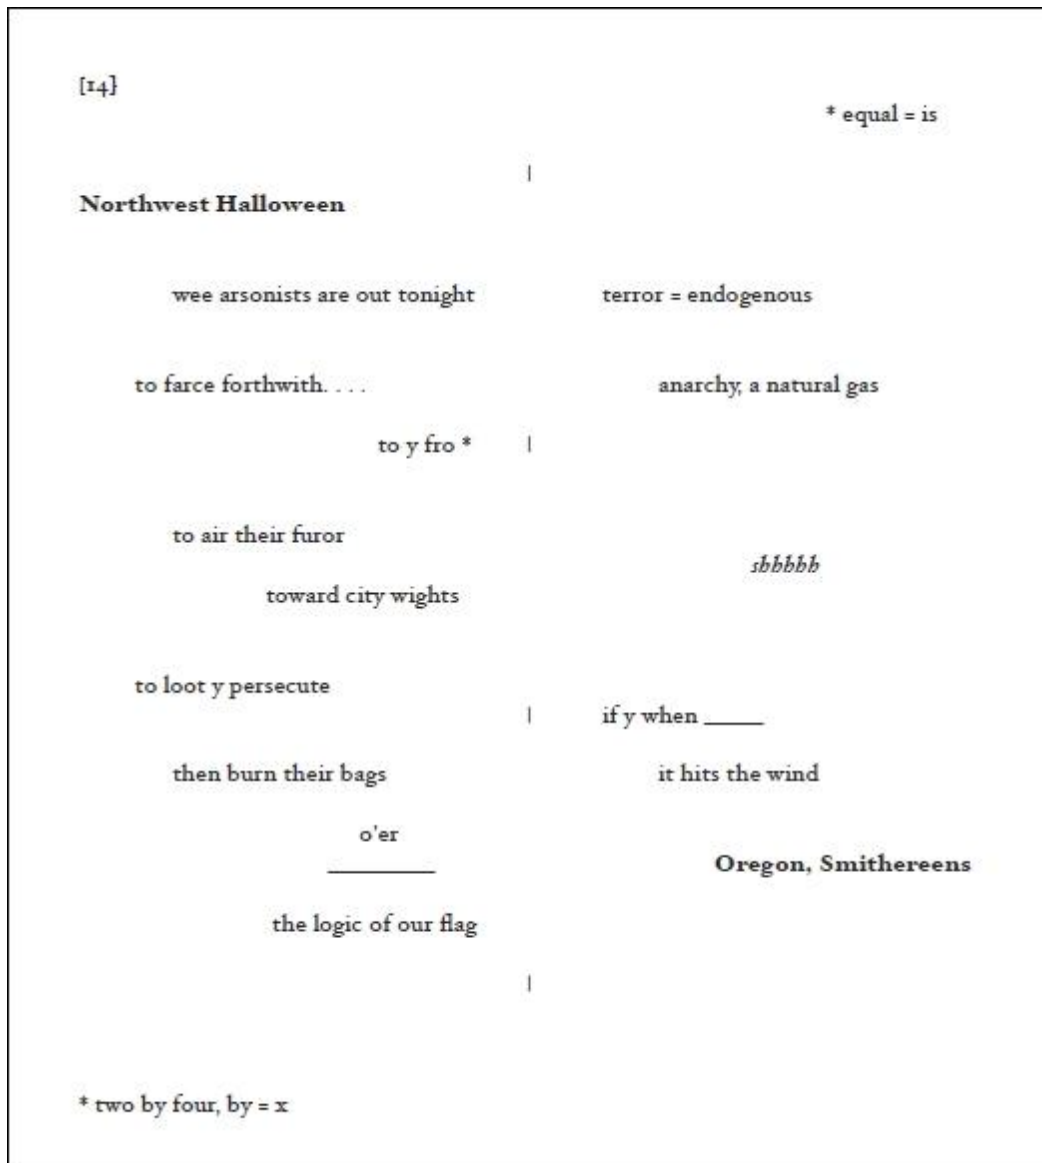 [14}
* equal = is
|
Northwest Halloween
wee arsonists are out tonight
terror = endogenous
to farce forthwith. . . .
anarchy, a natural gas
to y fro *
|
to air their furor
shhhhh
toward city wights
to loot y persecute
|
if y when _____
then burn their bags
it hits the wind
o'er
_________
Oregon, Smithereens
the logic of our flag
|
* two by four, by = x